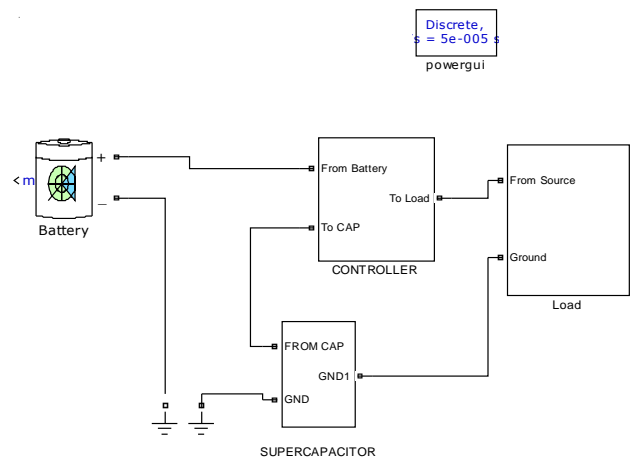 Discrete,
s = 5e-005 s
powergui
+
< m
_
Battery
From Battery
To Load
To CAP
CONTROLLER
From Source
Ground
Load
FROM CAP
GND1
GND
SUPERCAPACITOR